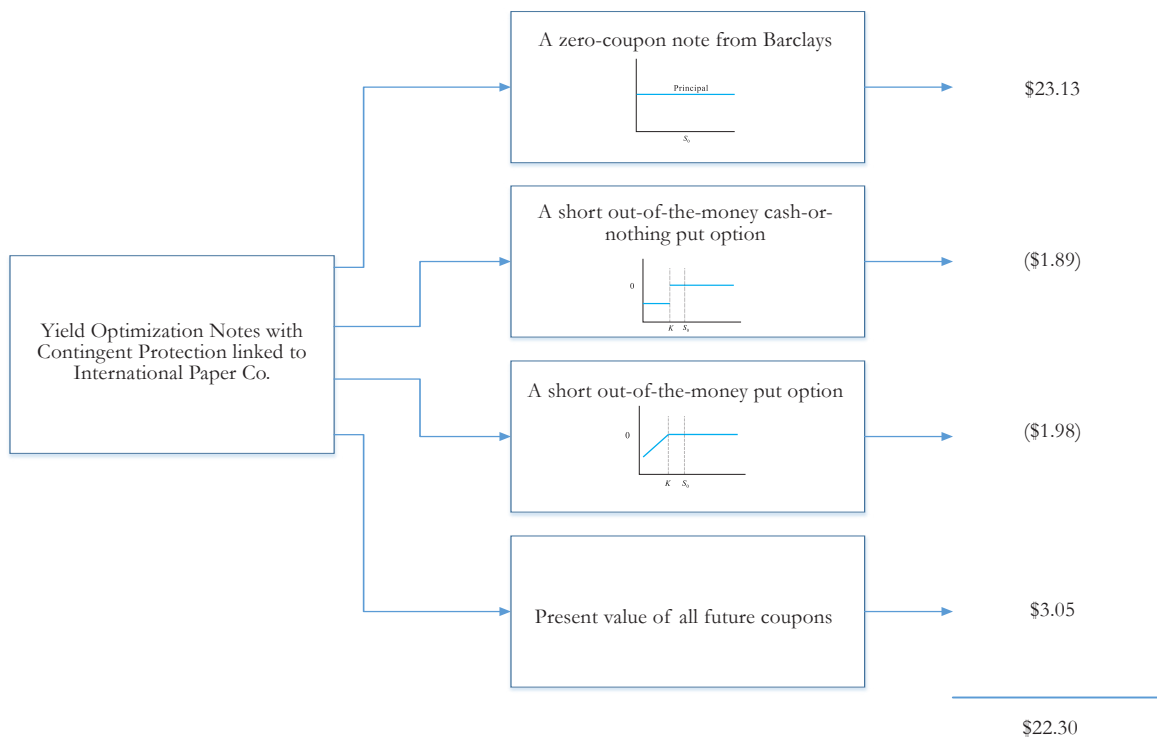 A zero-coupon note from Barclays
Principal
S₀
$23.13
A short out-of-the-money cash-or-
nothing put option
0
K S₀
($1.89)
Yield Optimization Notes with
Contingent Protection linked to
International Paper Co.
A short out-of-the-money put option
0
K S₀
($1.98)
Present value of all future coupons
$3.05
$22.30